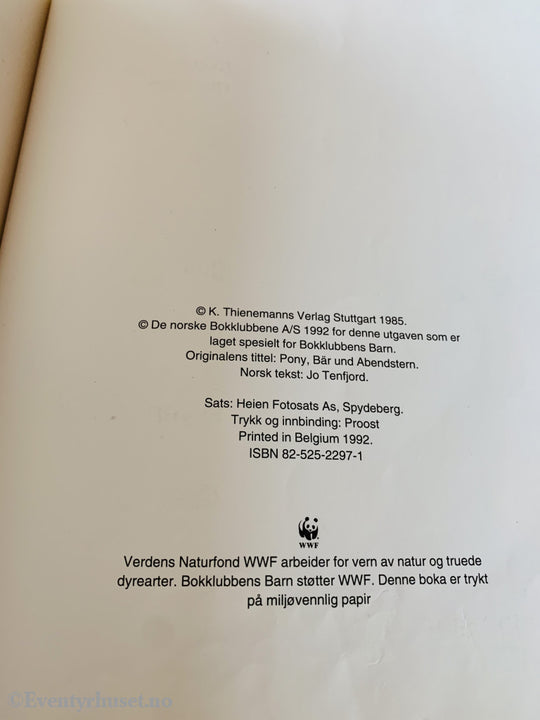 © K. Thienemanns Verlag Stuttgart 1985.
© De norske Bokklubbene A/S 1992 for denne utgaven som er
laget spesielt for Bokklubbens Barn.
Originalens tittel: Pony, Bär und Abendstern.
Norsk tekst: Jo Tenfjord.
Sats: Heien Fotosats As, Spydeberg.
Trykk og innbinding: Proost
Printed in Belgium 1992.
ISBN 82-525-2297-1
WWF
Verdens Naturfond WWF arbeider for vern av natur og truede
dyrearter. Bokklubbens Barn støtter WWF. Denne boka er trykt
på miljøvennlig papir
©Eventyrhuset.no